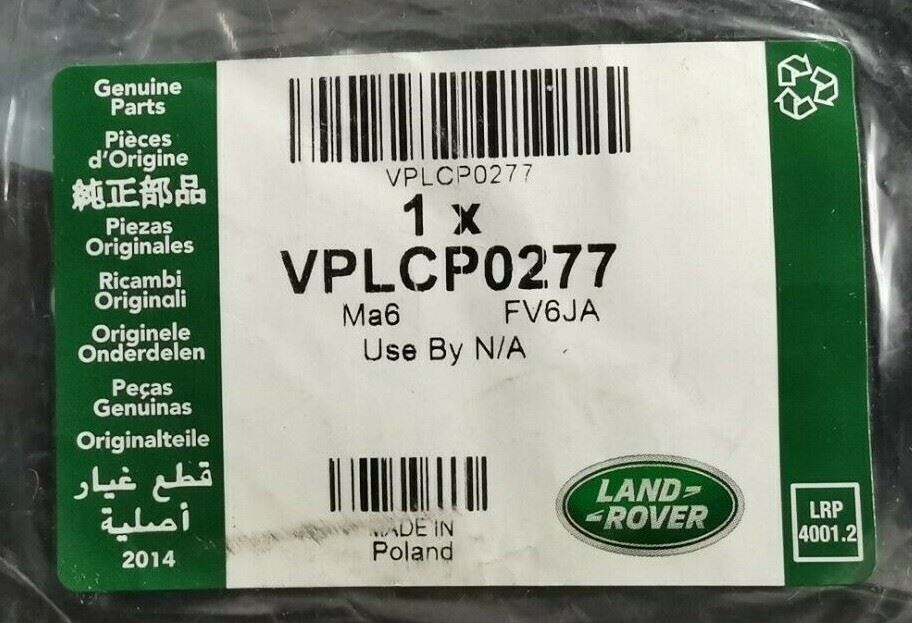 Genuine
Parts
Pièces
d'Origine
純正部品
Piezas
Originales
Ricambi
Originali
Originele
Onderdelen
Peças
Genuinas
Originalteile
قطع غيار
أصلية
2014
VPLCP0277
1 x
VPLCP0277
Ma6 FV6JA
Use By N/A
MADE IN
Poland
LAND-
-ROVER
LRP
4001.2